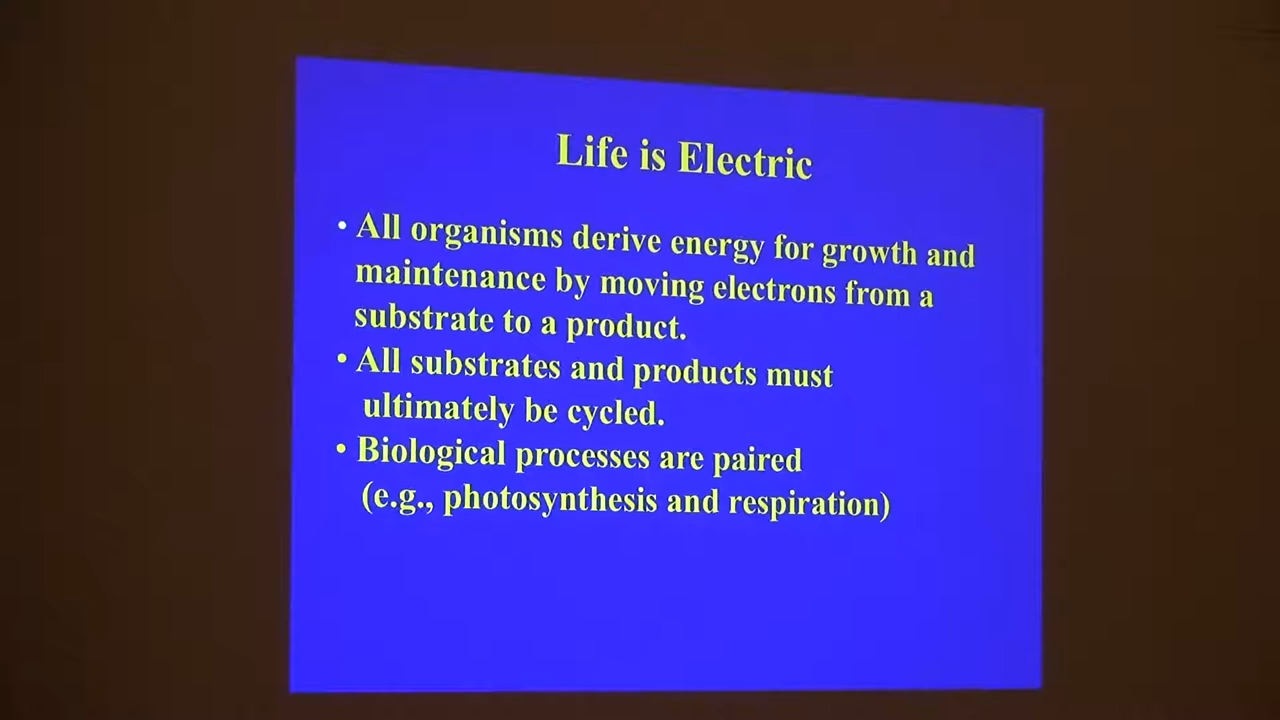 Life is Electric
• All organisms derive energy for growth and
maintenance by moving electrons from a
substrate to a product.
• All substrates and products must
ultimately be cycled.
• Biological processes are paired
(e.g., photosynthesis and respiration)